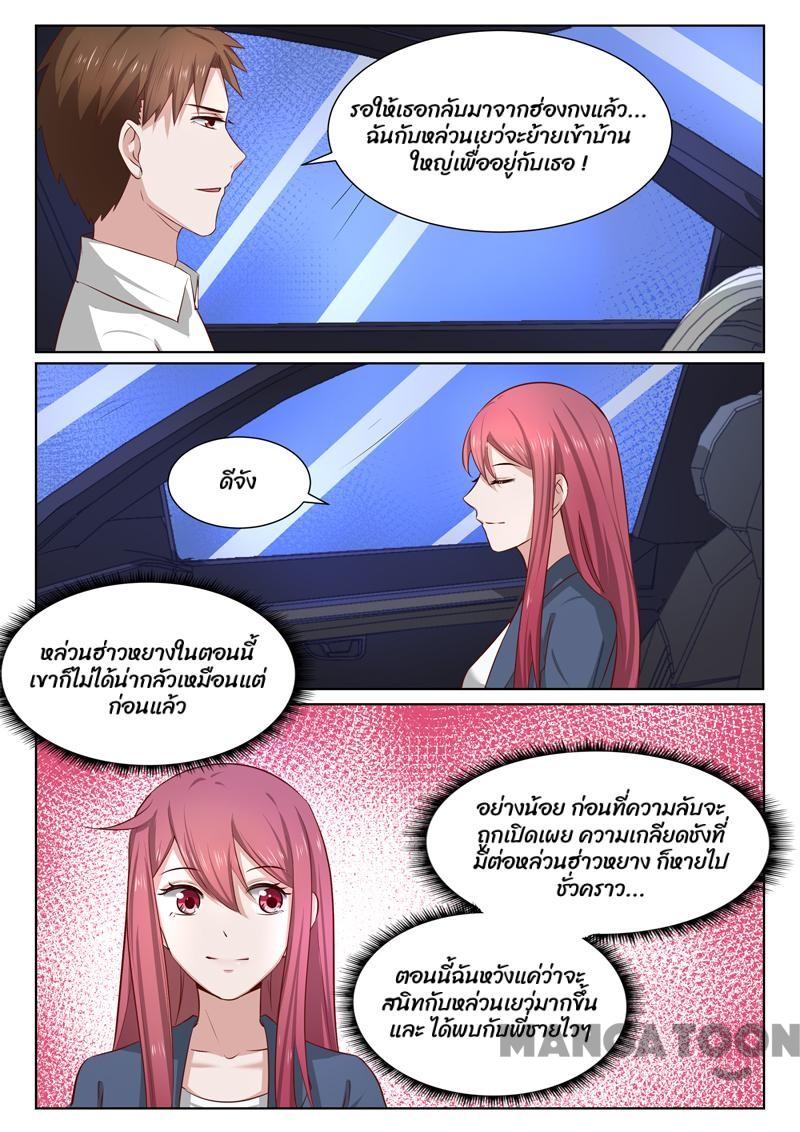 รอให้เธอกลับมาจากฮ่องกงแล้ว...
ฉันกับหล่วนเยว่จะย้ายเข้าบ้าน
ใหญ่เพื่ออยู่กับเธอ !
ดีจัง
หล่วนฮ่าวหยางในตอนนี้
เขาก็ไม่ได้น่ากลัวเหมือนแต่
ก่อนแล้ว
อย่างน้อย ก่อนที่ความลับจะ
ถูกเปิดเผย ความเกลียดชังที่
มีต่อหล่วนฮ่าวหยาง ก็หายไป
ชั่วคราว...
ตอนนี้ฉันหวังแค่ว่าจะ
สนิทกับหล่วนเยว่มากขึ้น
และ ได้พบกับพี่ชายไวๆ
MANGATOON